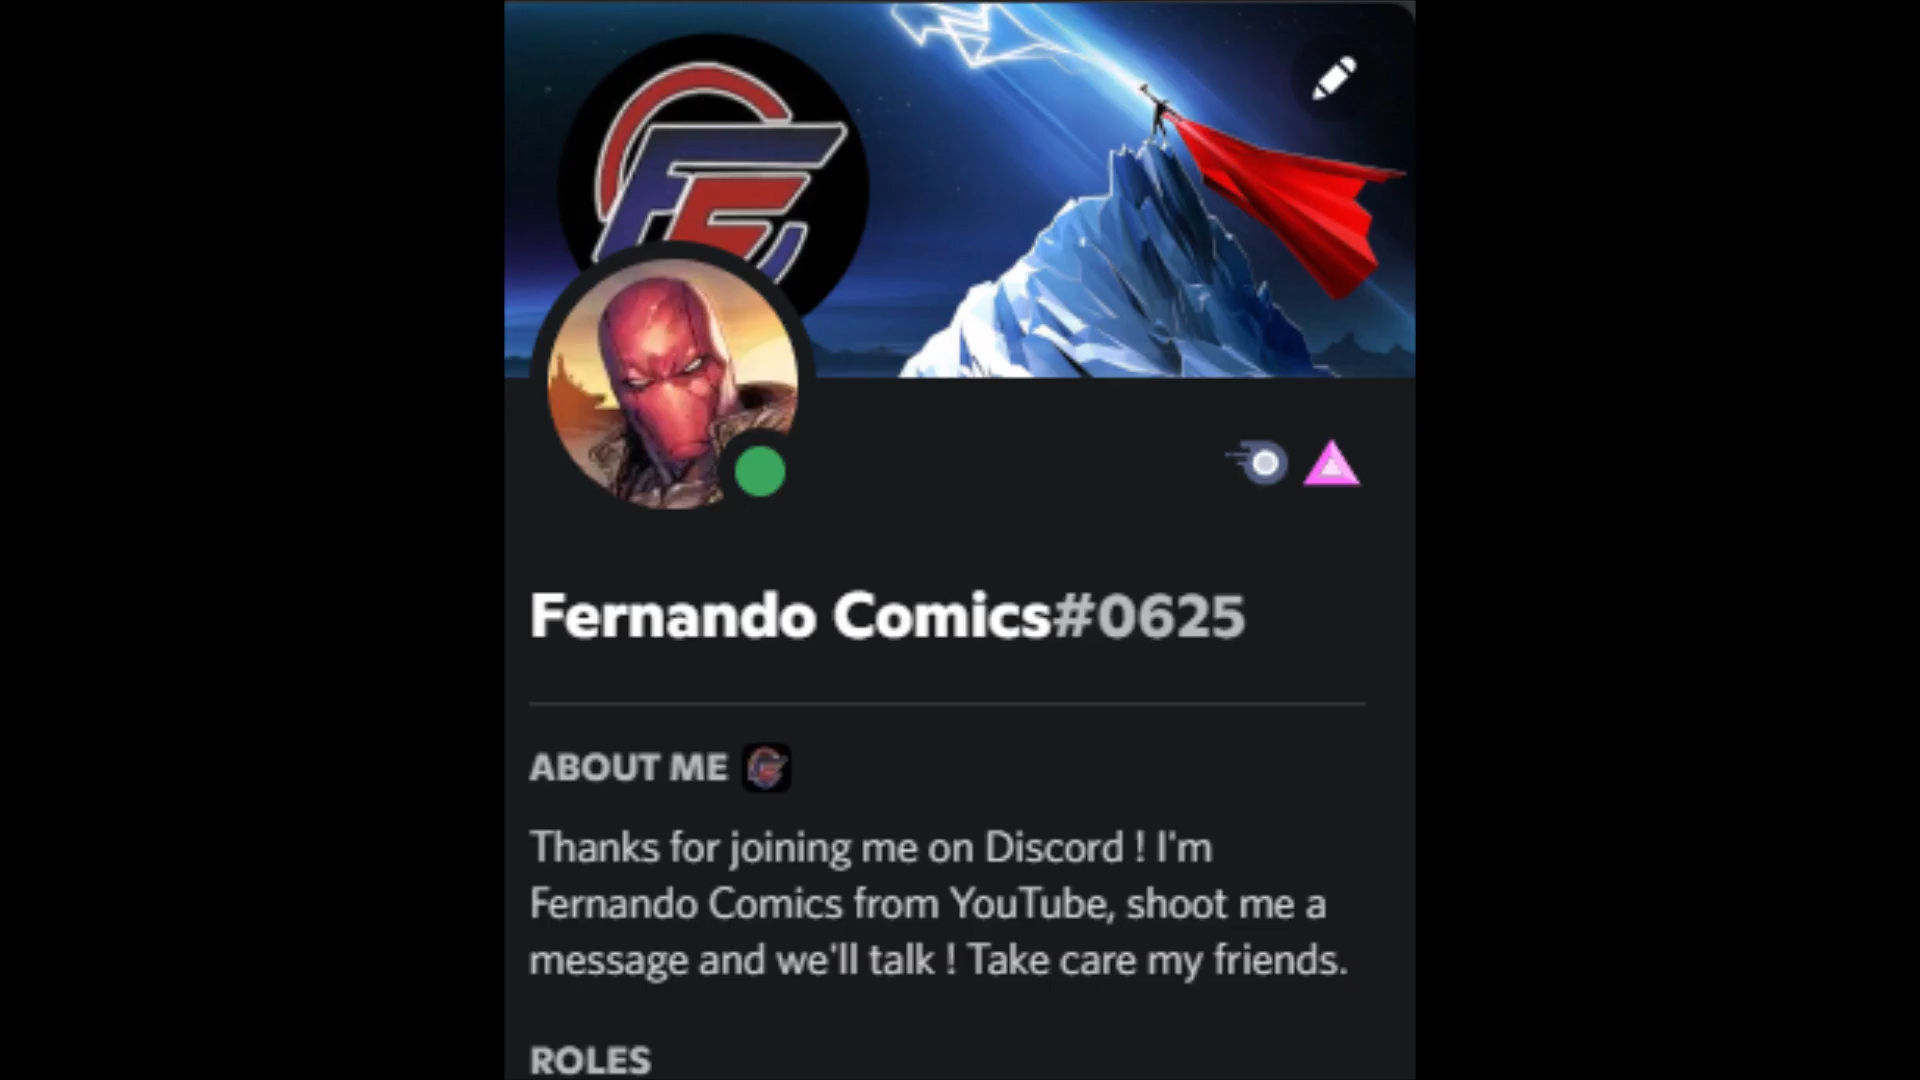 Fernando Comics#0625
ABOUT ME
Thanks for joining me on Discord ! I'm
Fernando Comics from YouTube, shoot me a
message and we'll talk ! Take care my friends.
ROLES